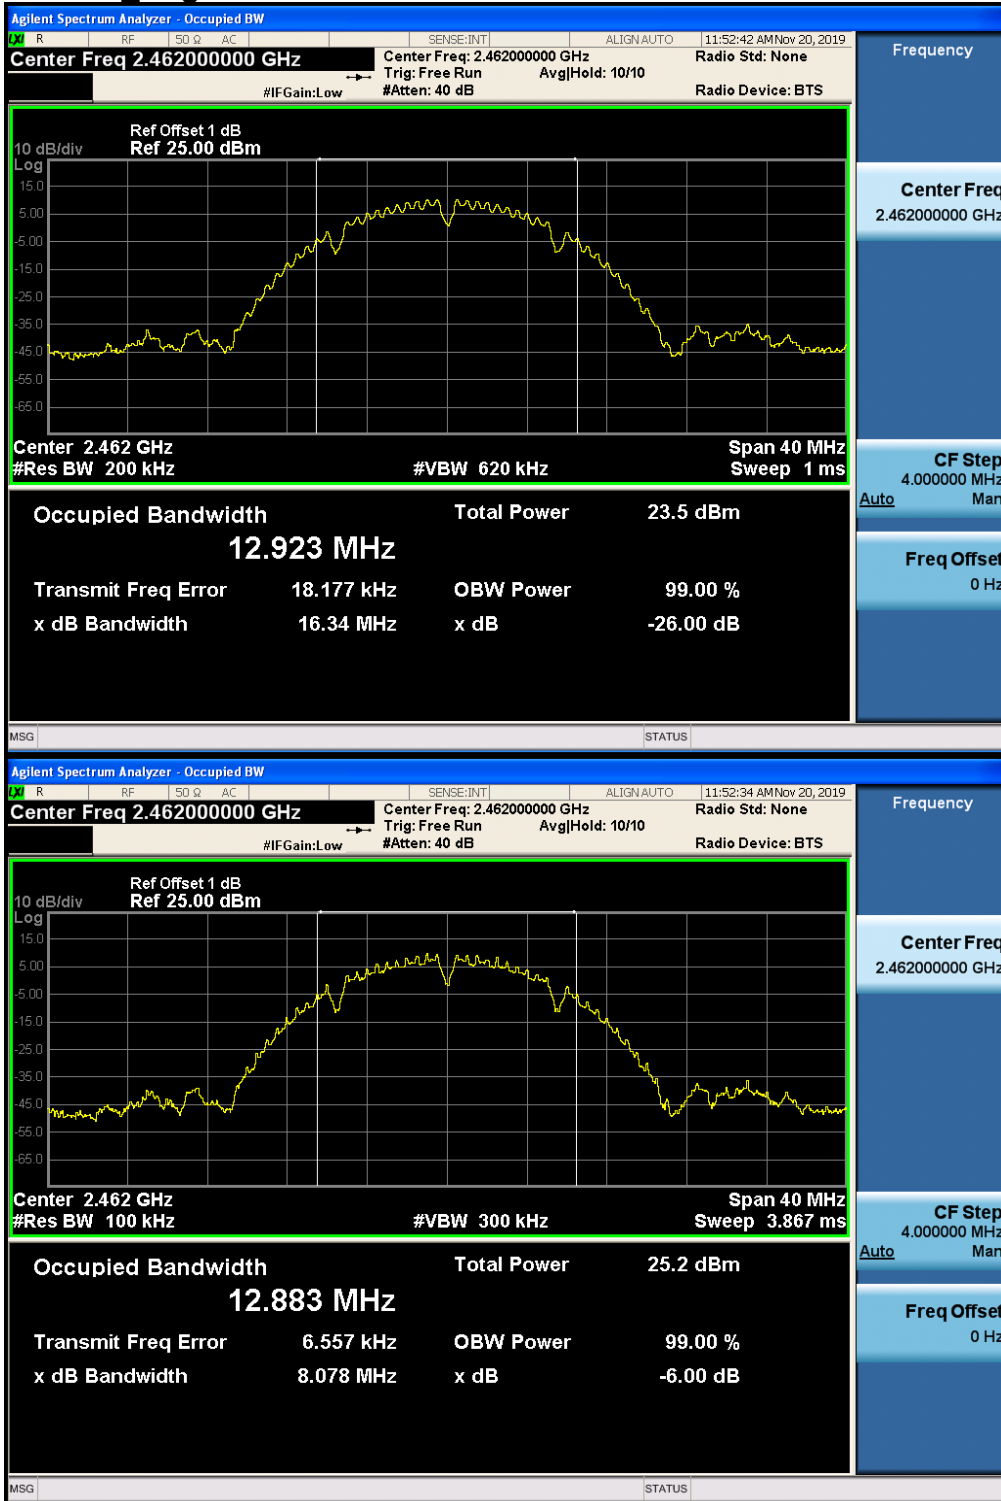 Agilent Spectrum Analyzer - Occupied BW
LXI R RF 50 Ω AC SENSE:INT ALIGNAUTO 11:52:42 AM Nov 20, 2019
Center Freq 2.462000000 GHz
Center Freq: 2.462000000 GHz
Radio Std: None
Trig: Free Run Avg|Hold: 10/10
#IFGain:Low #Atten: 40 dB
Radio Device: BTS
Frequency
Ref Offset 1 dB
10 dB/div Ref 25.00 dBm
Log
15.0
5.00
-5.00
-15.0
-25.0
-35.0
-45.0
-55.0
-65.0
Center 2.462 GHz Span 40 MHz
#Res BW 200 kHz #VBW 620 kHz Sweep 1 ms
Center Freq
2.462000000 GHz
CF Step
4.000000 MHz
Auto Man
Freq Offset
0 Hz
Occupied Bandwidth Total Power 23.5 dBm
12.923 MHz
Transmit Freq Error 18.177 kHz OBW Power 99.00 %
x dB Bandwidth 16.34 MHz x dB -26.00 dB
MSG STATUS
Agilent Spectrum Analyzer - Occupied BW
LXI R RF 50 Ω AC SENSE:INT ALIGNAUTO 11:52:34 AM Nov 20, 2019
Center Freq 2.462000000 GHz
Center Freq: 2.462000000 GHz
Radio Std: None
Trig: Free Run Avg|Hold: 10/10
#IFGain:Low #Atten: 40 dB
Radio Device: BTS
Frequency
Ref Offset 1 dB
10 dB/div Ref 25.00 dBm
Log
15.0
5.00
-5.00
-15.0
-25.0
-35.0
-45.0
-55.0
-65.0
Center 2.462 GHz Span 40 MHz
#Res BW 100 kHz #VBW 300 kHz Sweep 3.867 ms
Center Freq
2.462000000 GHz
CF Step
4.000000 MHz
Auto Man
Freq Offset
0 Hz
Occupied Bandwidth Total Power 25.2 dBm
12.883 MHz
Transmit Freq Error 6.557 kHz OBW Power 99.00 %
x dB Bandwidth 8.078 MHz x dB -6.00 dB
MSG STATUS